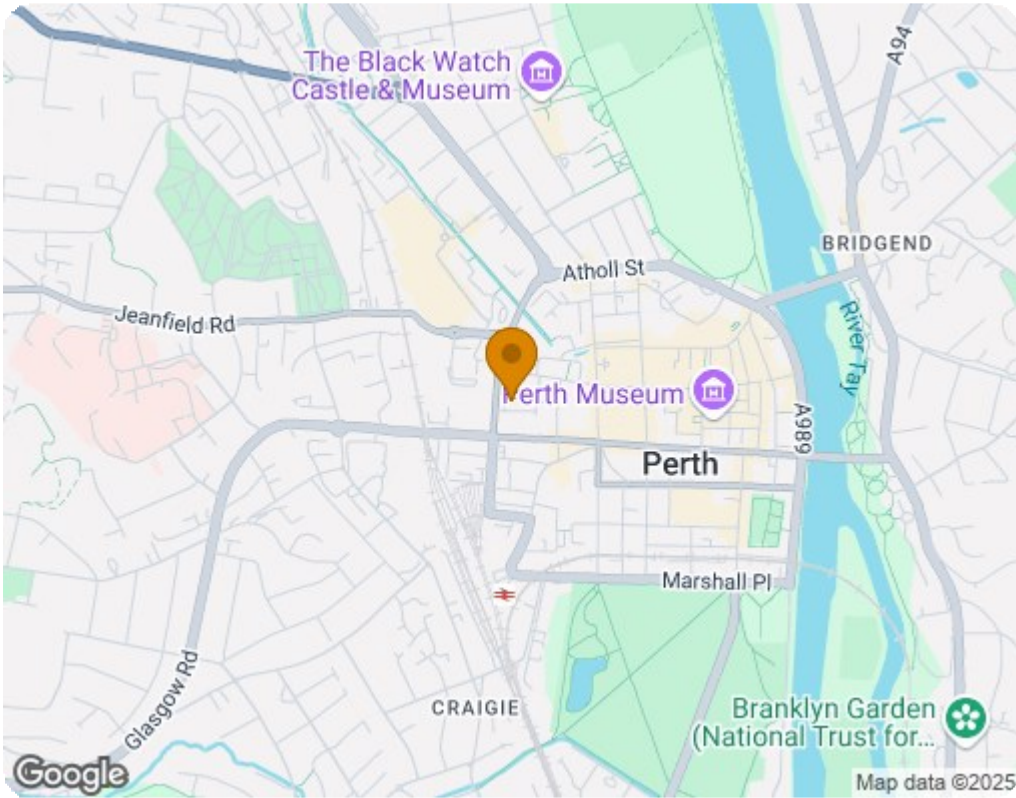 The Black Watch
Castle & Museum
A94
BRIDGEND
Atholl St
Jeanfield Rd
River Tay
Perth Museum
A989
Perth
Marshall Pl
Glasgow Rd
CRAIGIE
Branklyn Garden
(National Trust for...
Google
Map data ©2025